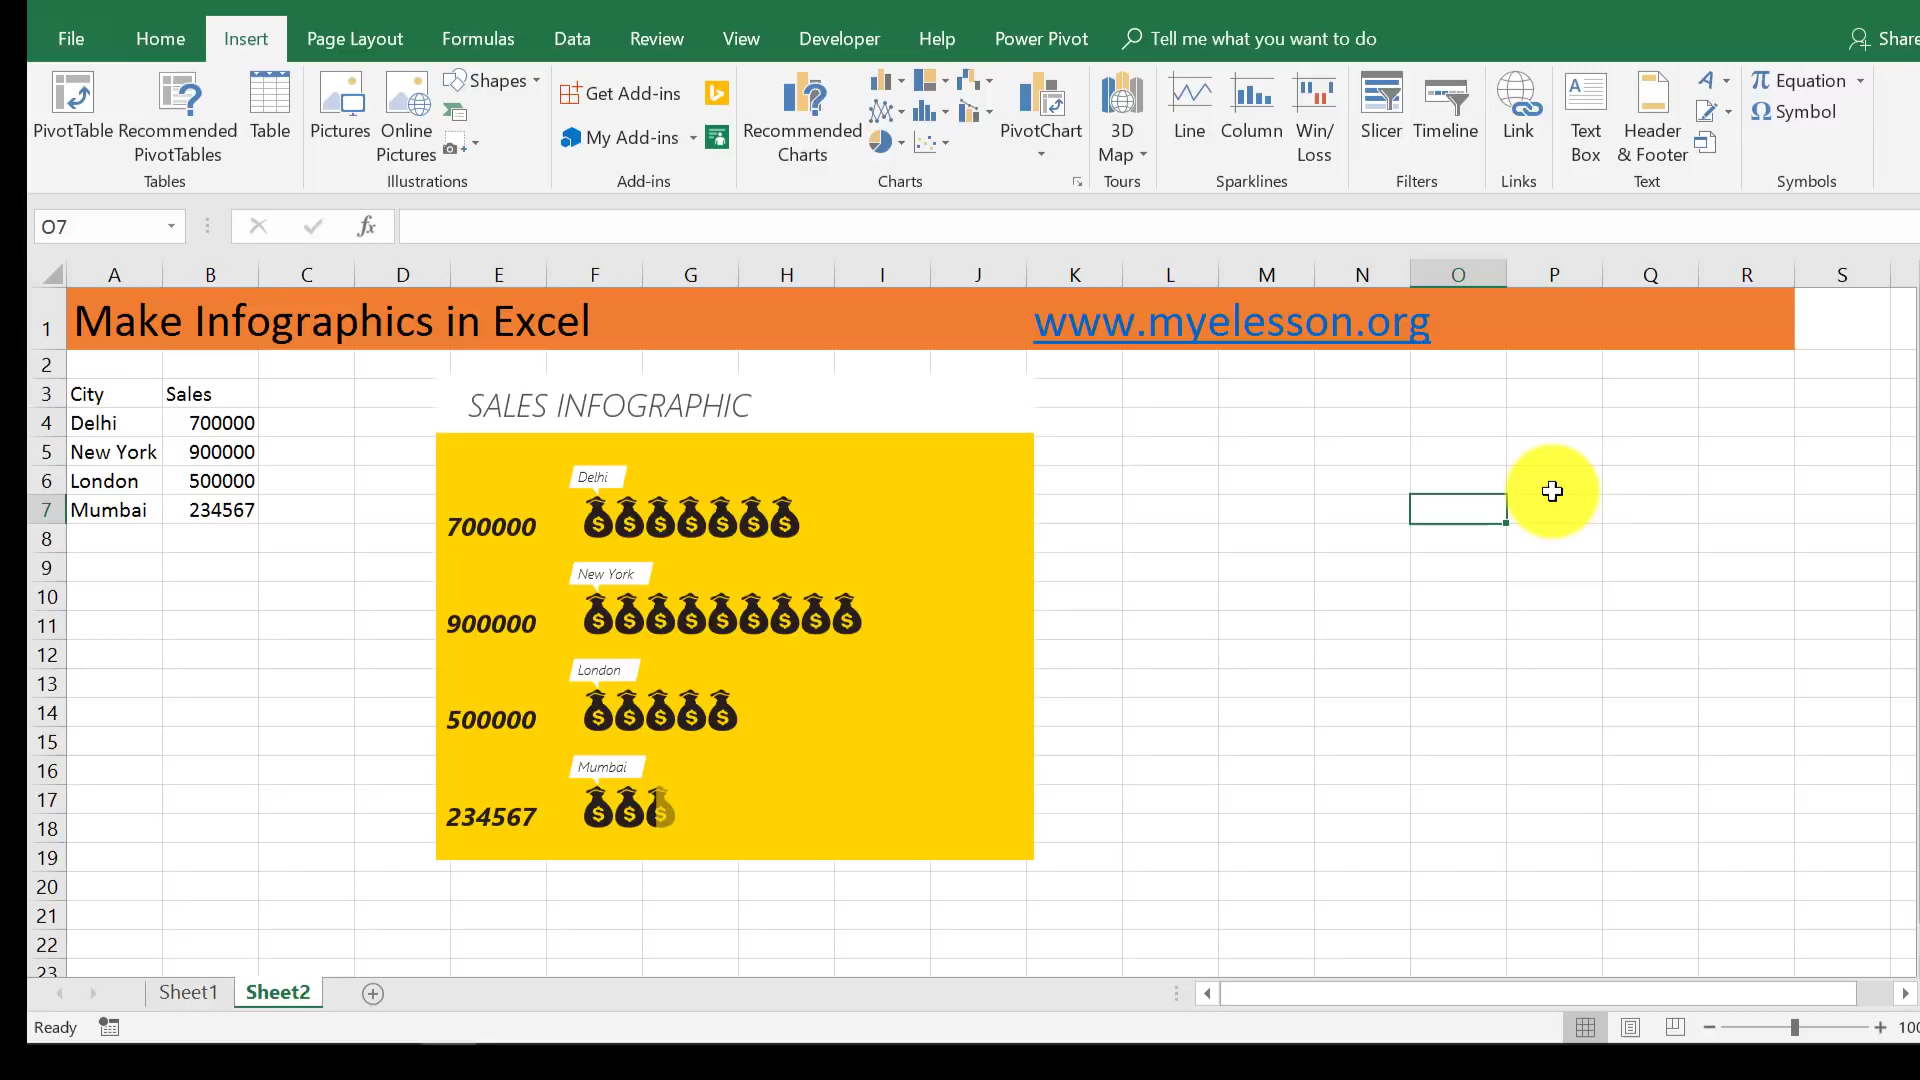 File Home Insert Page Layout Formulas Data Review View Developer Help Power Pivot Tell me what you want to do Share
PivotTable Recommended PivotTables Table Pictures Online Pictures Shapes Get Add-ins My Add-ins Recommended Charts PivotChart 3D Map Line Column Win/Loss Slicer Timeline Link Text Box Header & Footer Equation Symbol
Tables Illustrations Add-ins Charts Tours Sparklines Filters Links Text Symbols
O7 fx
A B C D E F G H I J K L M N O P Q R S
1 Make Infographics in Excel www.myelesson.org
2
3 City Sales
4 Delhi 700000
5 New York 900000
6 London 500000
7 Mumbai 234567
8
9
10
11
12
13
14
15
16
17
18
19
20
21
22
23
SALES INFOGRAPHIC
Delhi
700000 $ $ $ $ $ $ $
New York
900000 $ $ $ $ $ $ $ $ $
London
500000 $ $ $ $ $
Mumbai
234567 $ $ $
Sheet1 Sheet2
Ready 100